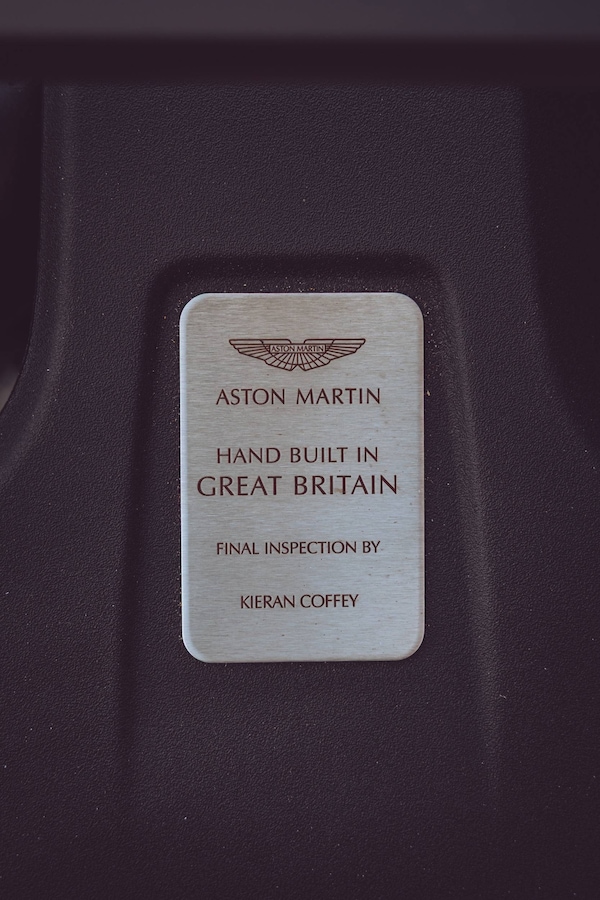 ASTON MARTIN
ASTON MARTIN
HAND BUILT IN
GREAT BRITAIN
FINAL INSPECTION BY
KIERAN COFFEY